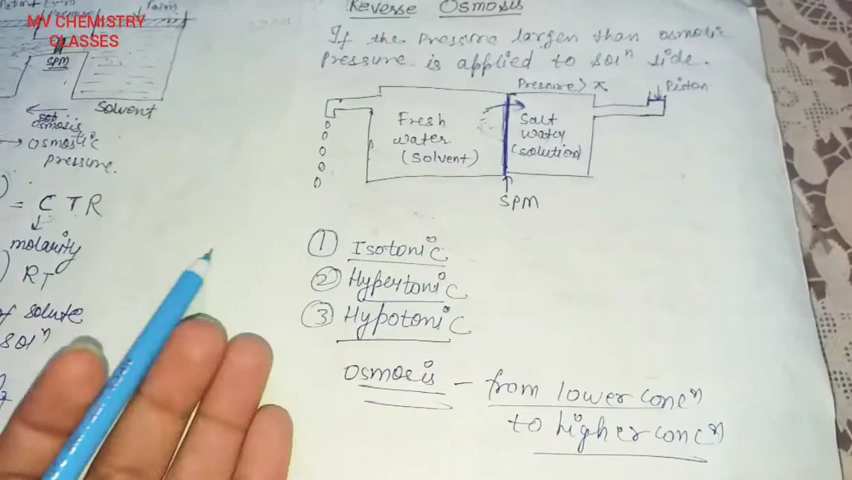 MV CHEMISTRY
CLASSES
Patm
SPM
Solvent
osmosis
→ osmotic
pressure.
= C T R
molarity
RT
of solute
solⁿ
Reverse Osmosis
If the pressure larger than osmotic
pressure is applied to solⁿ side.
Pressure > π
Piston
Fresh
water
(solvent)
Salt
water
(solution)
SPM
① Isotonic
② Hypertonic
③ Hypotonic
Osmosis – from lower concⁿ
to higher concⁿ